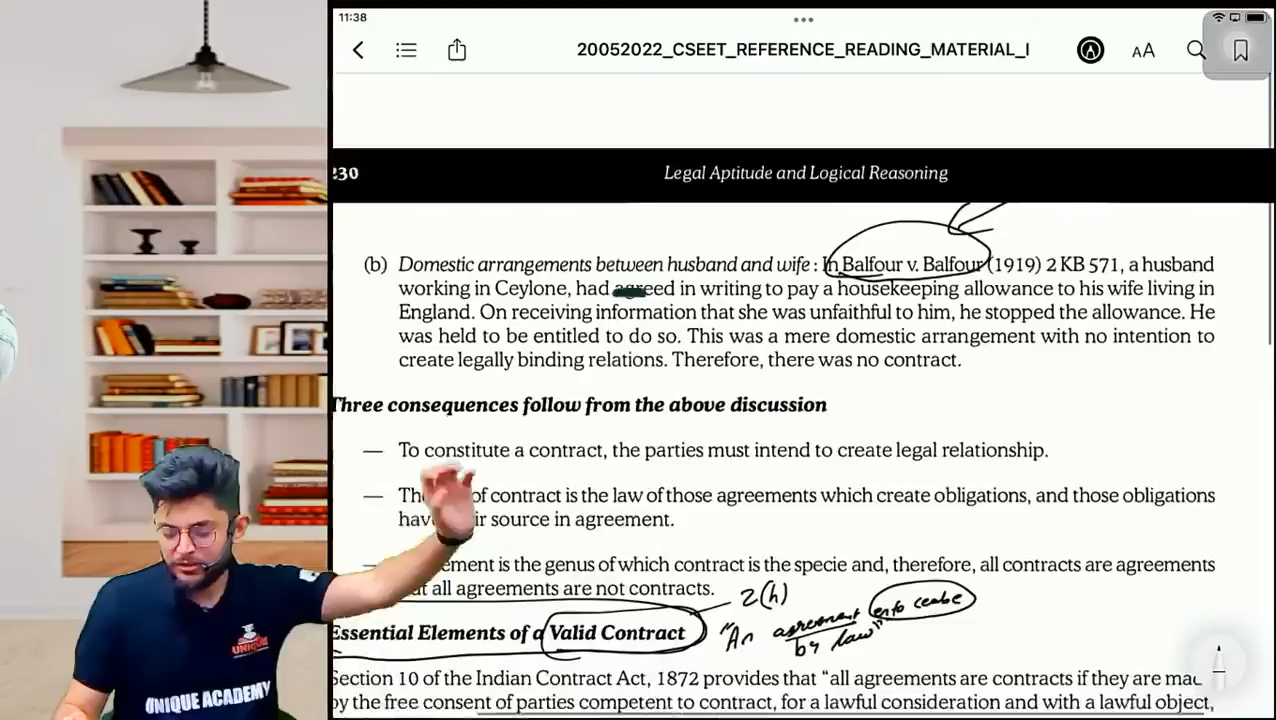 11:38
20052022_CSEET_REFERENCE_READING_MATERIAL_I
AA
230
Legal Aptitude and Logical Reasoning
(b) Domestic arrangements between husband and wife : In Balfour v. Balfour (1919) 2 KB 571, a husband
working in Ceylone, had agreed in writing to pay a housekeeping allowance to his wife living in
England. On receiving information that she was unfaithful to him, he stopped the allowance. He
was held to be entitled to do so. This was a mere domestic arrangement with no intention to
create legally binding relations. Therefore, there was no contract.
Three consequences follow from the above discussion
— To constitute a contract, the parties must intend to create legal relationship.
— The of contract is the law of those agreements which create obligations, and those obligations
have ir source in agreement.
— ement is the genus of which contract is the specie and, therefore, all contracts are agreements
ut all agreements are not contracts.
2(h)
"An agreement
by law"
Essential Elements of a Valid Contract
Section 10 of the Indian Contract Act, 1872 provides that “all agreements are contracts if they are mad
by the free consent of parties competent to contract, for a lawful consideration and with a lawful object,
UNIQUE
UNIQUE ACADEMY